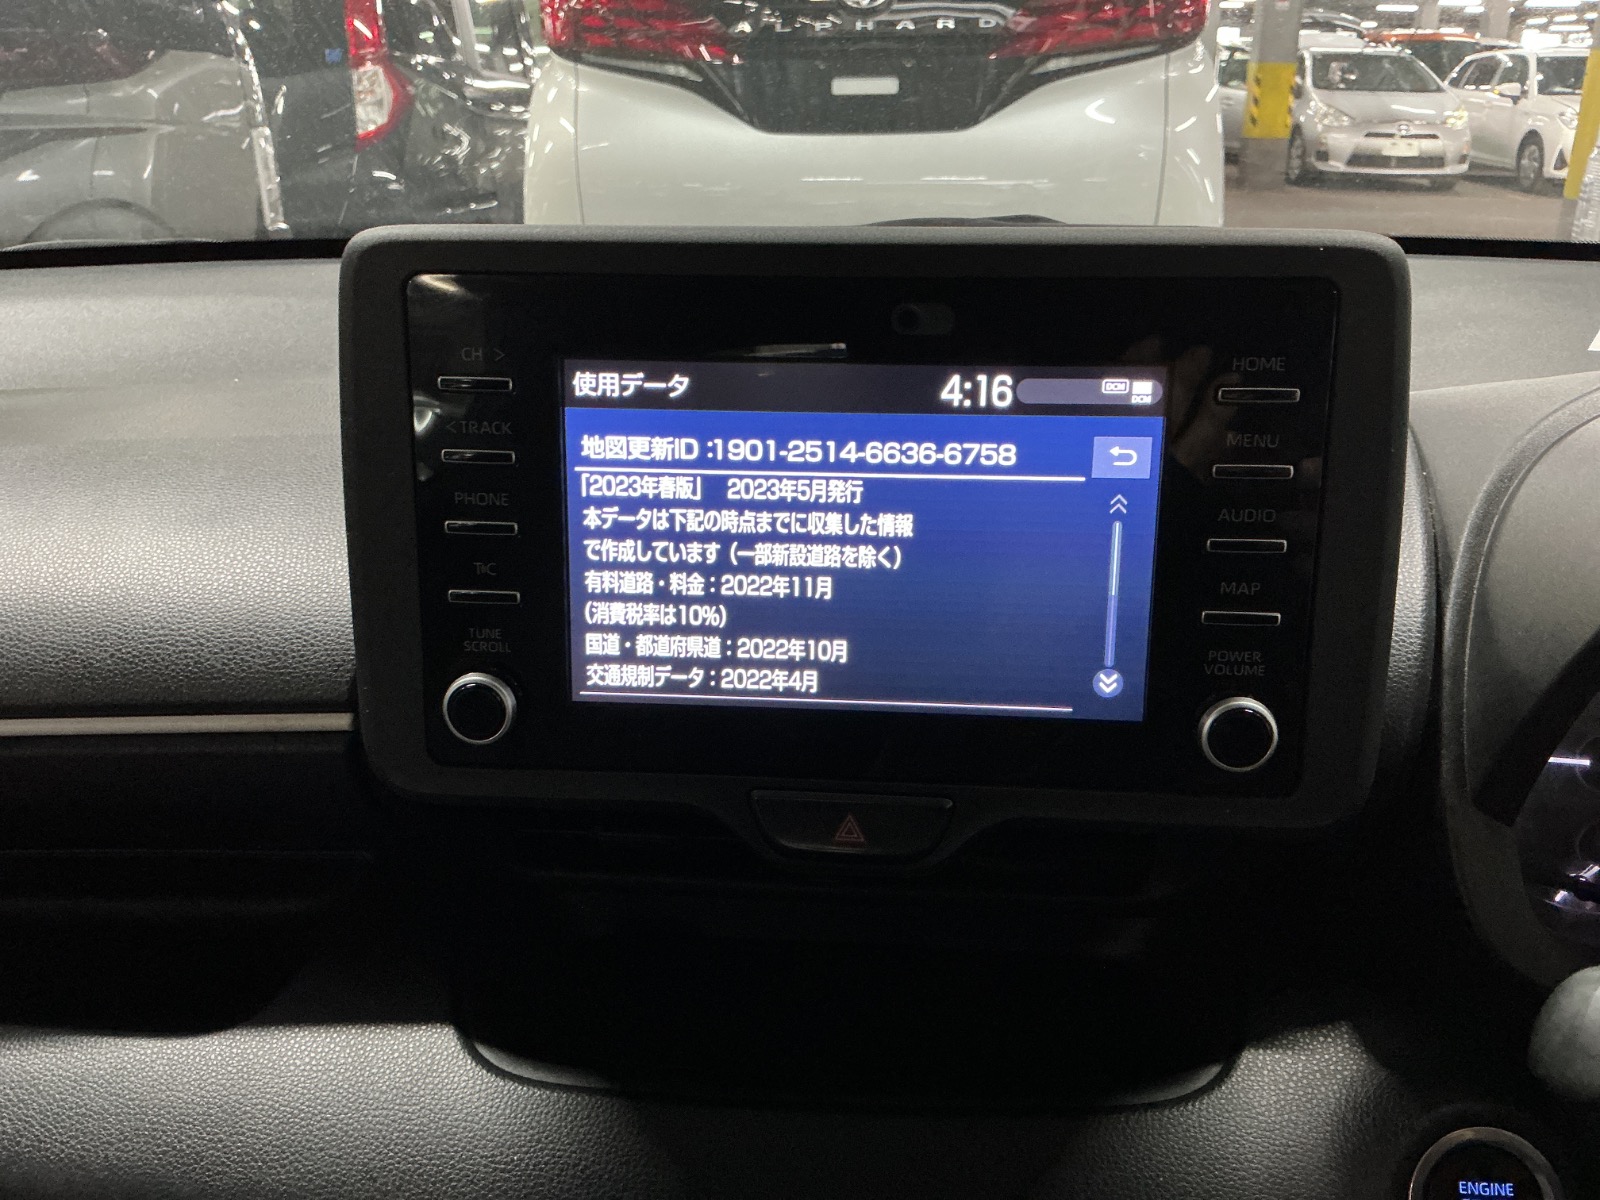 ALPHARD
使用データ
4:16
DCM
DCM
地図更新ID：1901-2514-6636-6758
「2023年春版」 2023年5月発行
本データは下記の時点までに収集した情報
で作成しています（一部新設道路を除く）
有料道路・料金：2022年11月
（消費税率は10%）
国道・都道府県道：2022年10月
交通規制データ：2022年4月
CH >
< TRACK
PHONE
T<C
TUNE
SCROLL
HOME
MENU
AUDIO
MAP
POWER
VOLUME
ENGINE